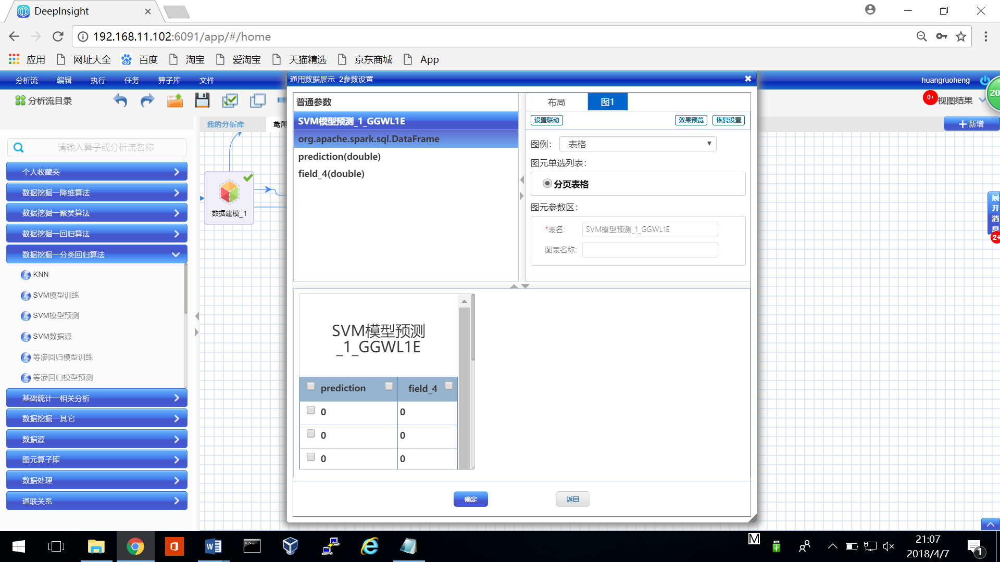 DeepInsight
192.168.11.102:6091/app/#/home
应用 网址大全 百度 淘宝 爱淘宝 天猫精选 京东商城 App
分析流 编辑 执行 任务 算子库 文件
huangruoheng
分析流目录
0+
视图结果
20
我的分析库
鸢尾
新增
请输入算子或分析流名称
个人收藏夹
数据挖掘—降维算法
数据挖掘—聚类算法
数据挖掘—回归算法
数据挖掘—分类回归算法
KNN
SVM模型训练
SVM模型预测
SVM数据源
等渗回归模型训练
等渗回归模型预测
基础统计—相关分析
数据挖掘—其它
数据源
图元算子库
数据处理
通联关系
数据建模_1
通用数据展示_2参数设置
普通参数
SVM模型预测_1_GGWL1E
org.apache.spark.sql.DataFrame
prediction(double)
field_4(double)
布局 图1
设置联动 效果预览 恢复设置
图例： 表格
图元单选列表：
分页表格
图元参数区：
*表名: SVM模型预测_1_GGWL1E
图表名称:
SVM模型预测
_1_GGWL1E
prediction field_4
0 0
0 0
0 0
确定 返回
展开消息
2+
M
21:07
2018/4/7
1